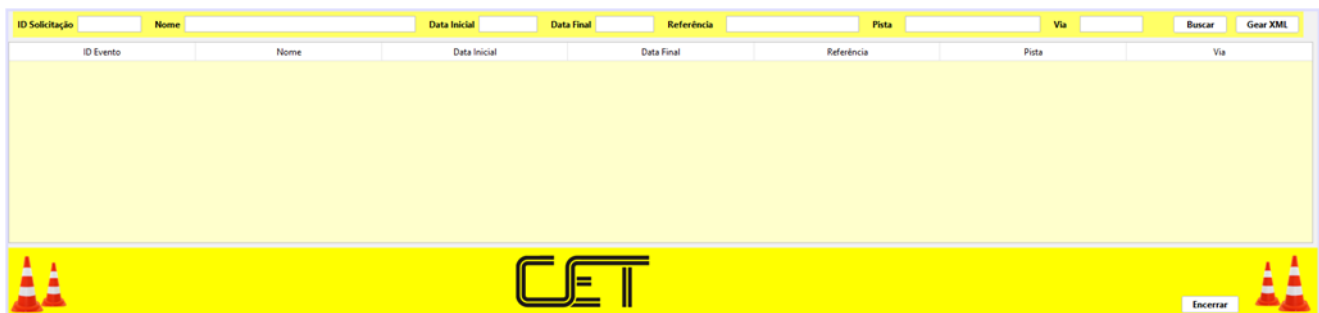 ID Solicitação Nome Data Inicial Data Final Referência Pista Via Buscar Gear XML
ID Evento Nome Data Inicial Data Final Referência Pista Via
CET
Encerrar